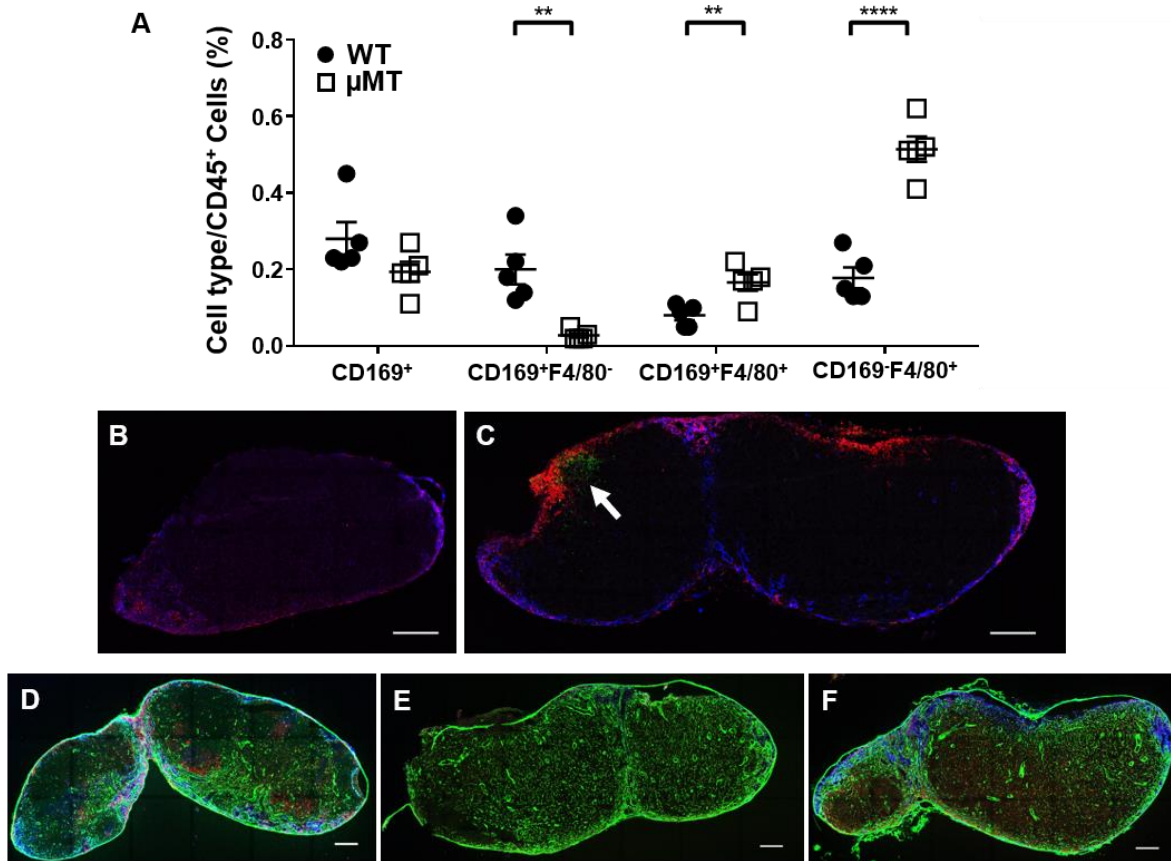 A
** ** ****
Cell type/CD45⁺ Cells (%)
0.8
0.6
0.4
0.2
0.0
WT
µMT
CD169⁺ CD169⁺F4/80⁻ CD169⁺F4/80⁺ CD169⁻F4/80⁺
B
C
D
E
F